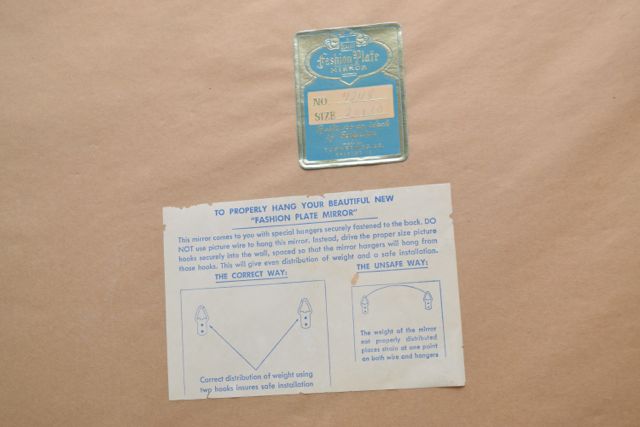 Fashion Plate
MIRROR
NO.
SIZE
TO PROPERLY HANG YOUR BEAUTIFUL NEW
"FASHION PLATE MIRROR"
This mirror comes to you with special hangers securely fastened to the back. DO
NOT use picture wire to hang this mirror. Instead, drive the proper size picture
hooks securely into the wall, spaced so that the mirror hangers will hang from
those hooks. This will give even distribution of weight and a safe installation.
THE CORRECT WAY:
Correct distribution of weight using
two hooks insures safe installation
THE UNSAFE WAY:
The weight of the mirror
not properly distributed
places strain at one point
on both wire and hangers